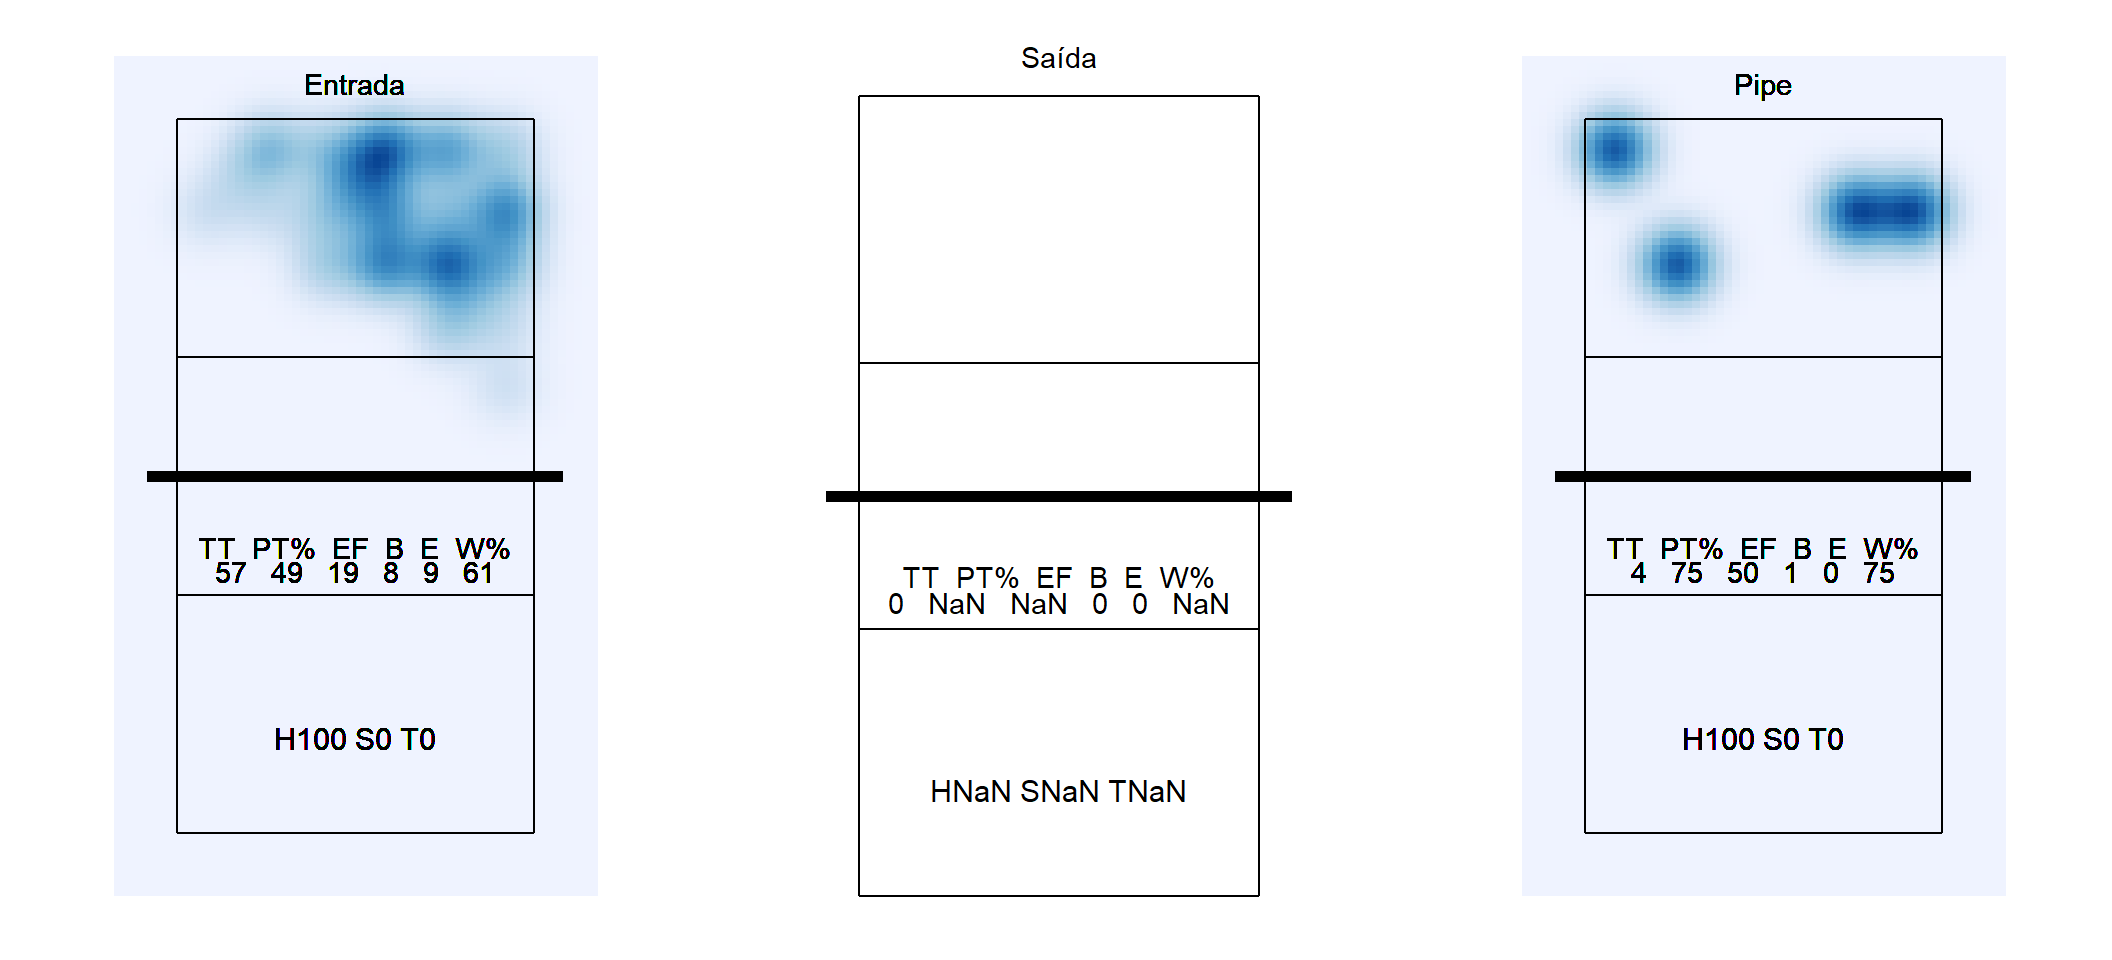 Entrada
TT PT% EF B E W%
57 49 19 8 9 61
H100 S0 T0
Saída
TT PT% EF B E W%
0 NaN NaN 0 0 NaN
HNaN SNaN TNaN
Pipe
TT PT% EF B E W%
4 75 50 1 0 75
H100 S0 T0